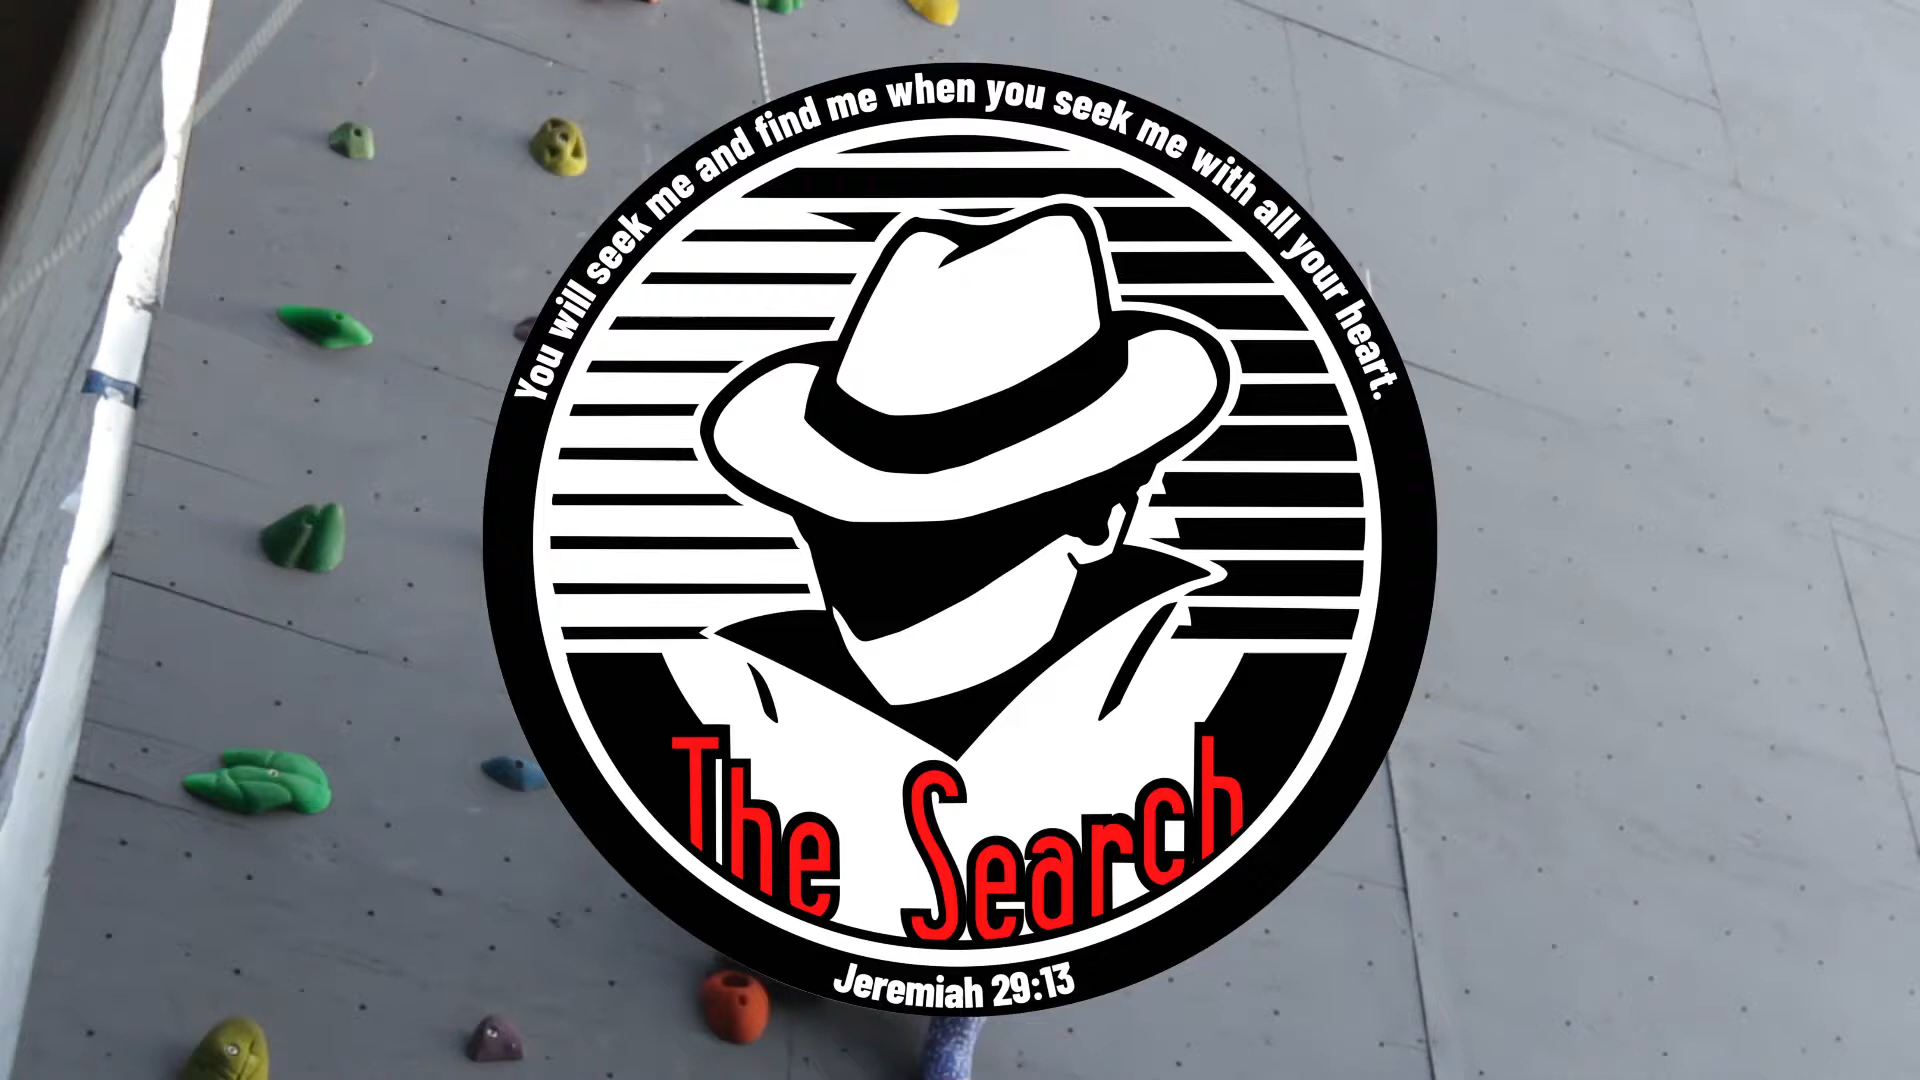 You will seek me and find me when you seek me with all your heart.
The Search
Jeremiah 29:13